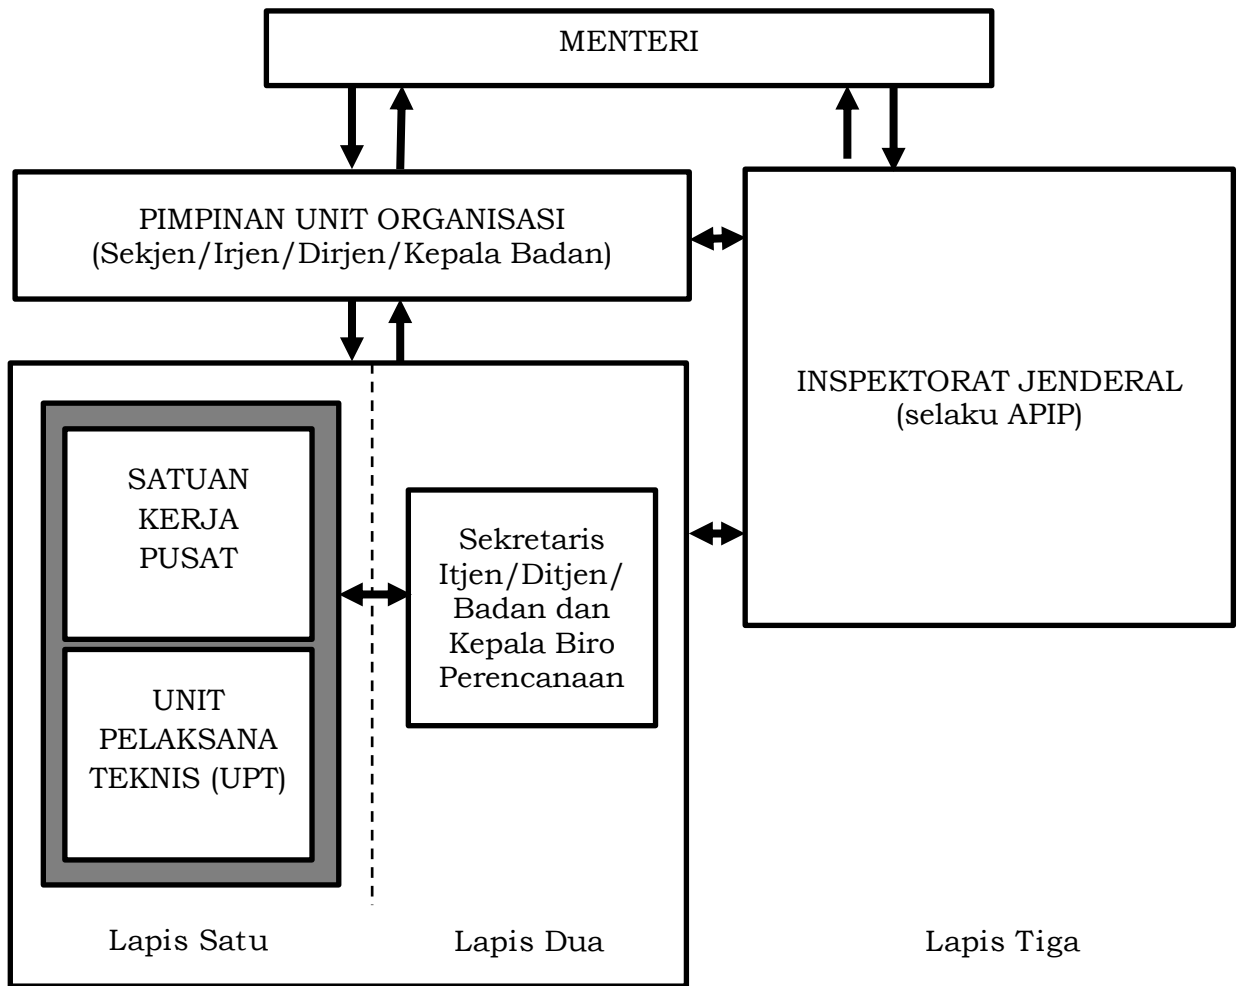 MENTERI
PIMPINAN UNIT ORGANISASI
(Sekjen/Irjen/Dirjen/Kepala Badan)
INSPEKTORAT JENDERAL
(selaku APIP)
SATUAN
KERJA
PUSAT
Sekretaris
Itjen/Ditjen/
Badan dan
Kepala Biro
Perencanaan
UNIT
PELAKSANA
TEKNIS (UPT)
Lapis Satu
Lapis Dua
Lapis Tiga